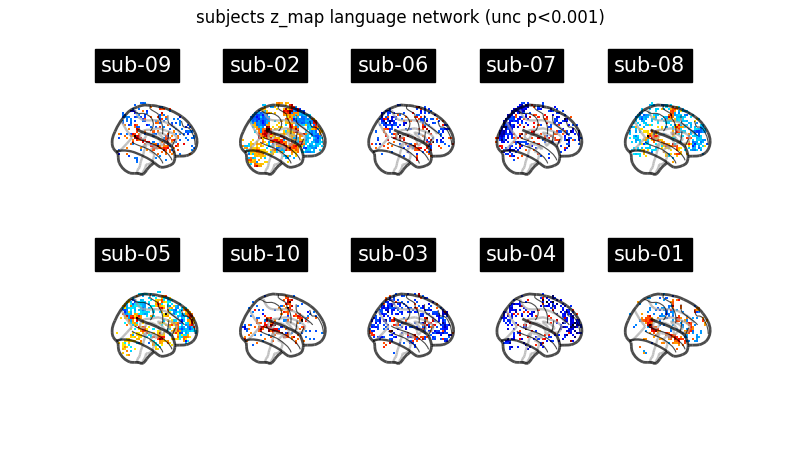 subjects z_map language network (unc p<0.001)
sub-09 sub-02 sub-06 sub-07 sub-08
sub-05 sub-10 sub-03 sub-04 sub-01